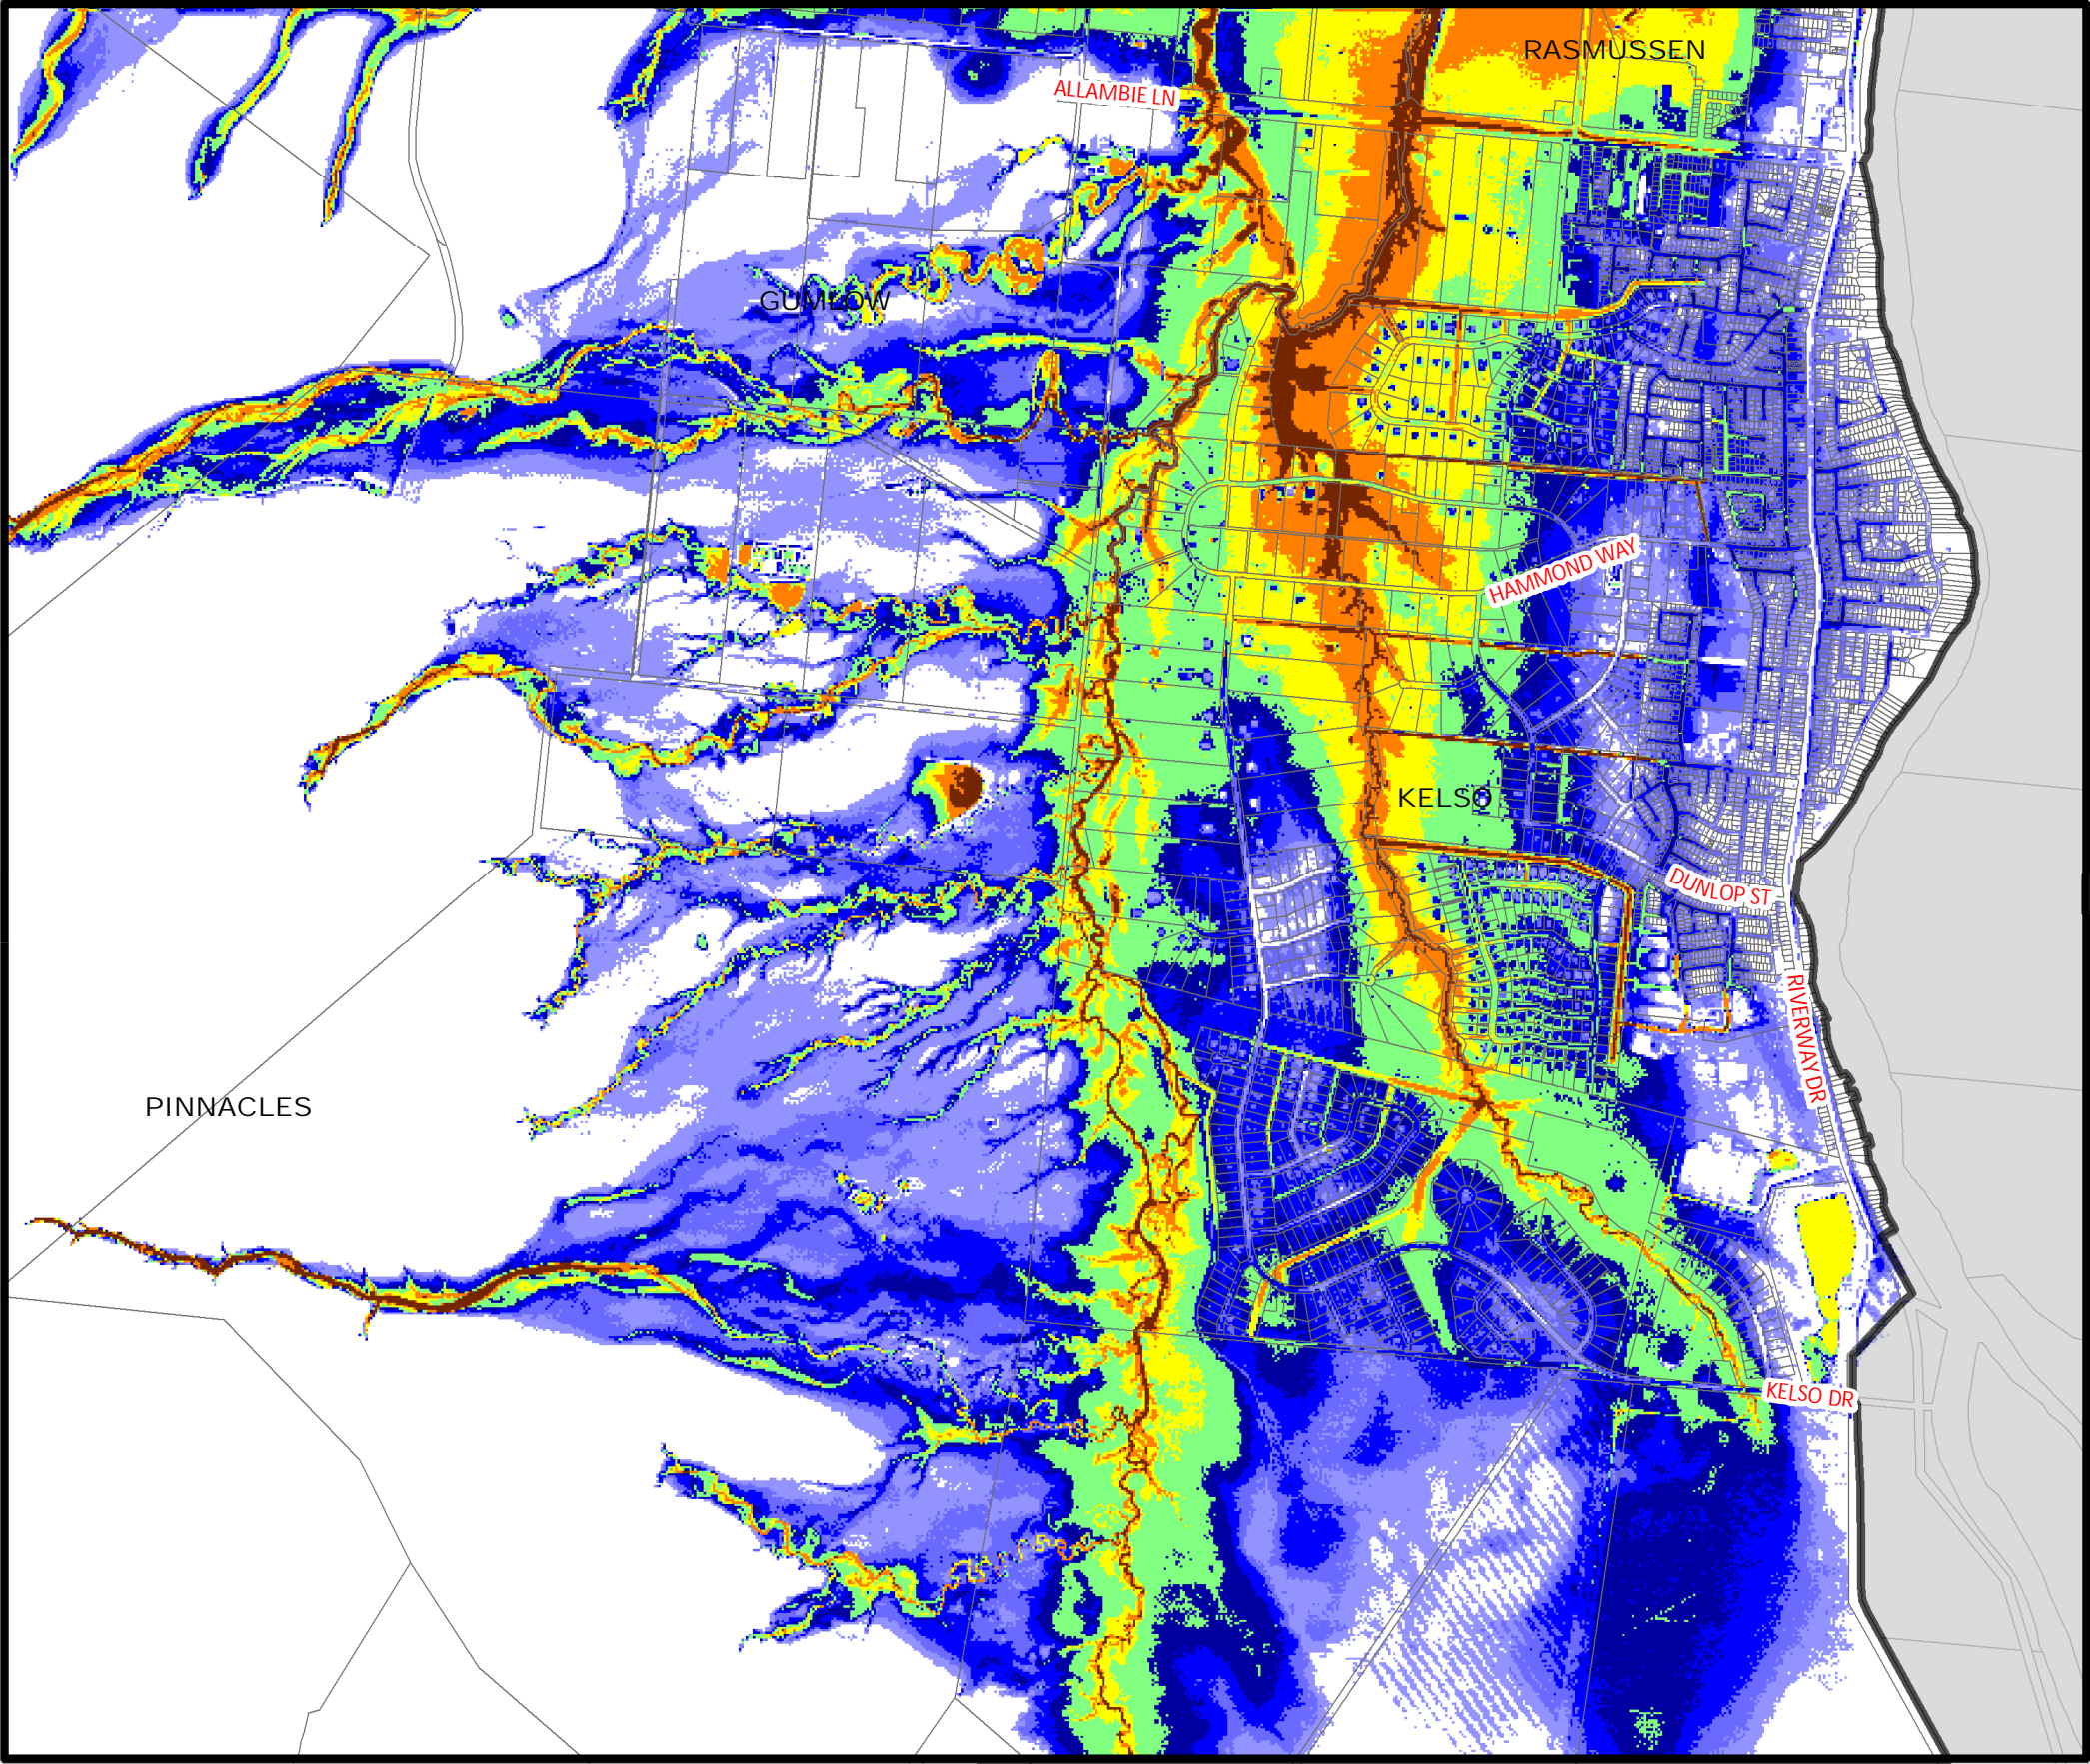 RASMUSSEN
ALLAMBIE LN
GUMLOW
HAMMOND WAY
KELSO
DUNLOP ST
RIVERWAY DR
PINNACLES
KELSO DR